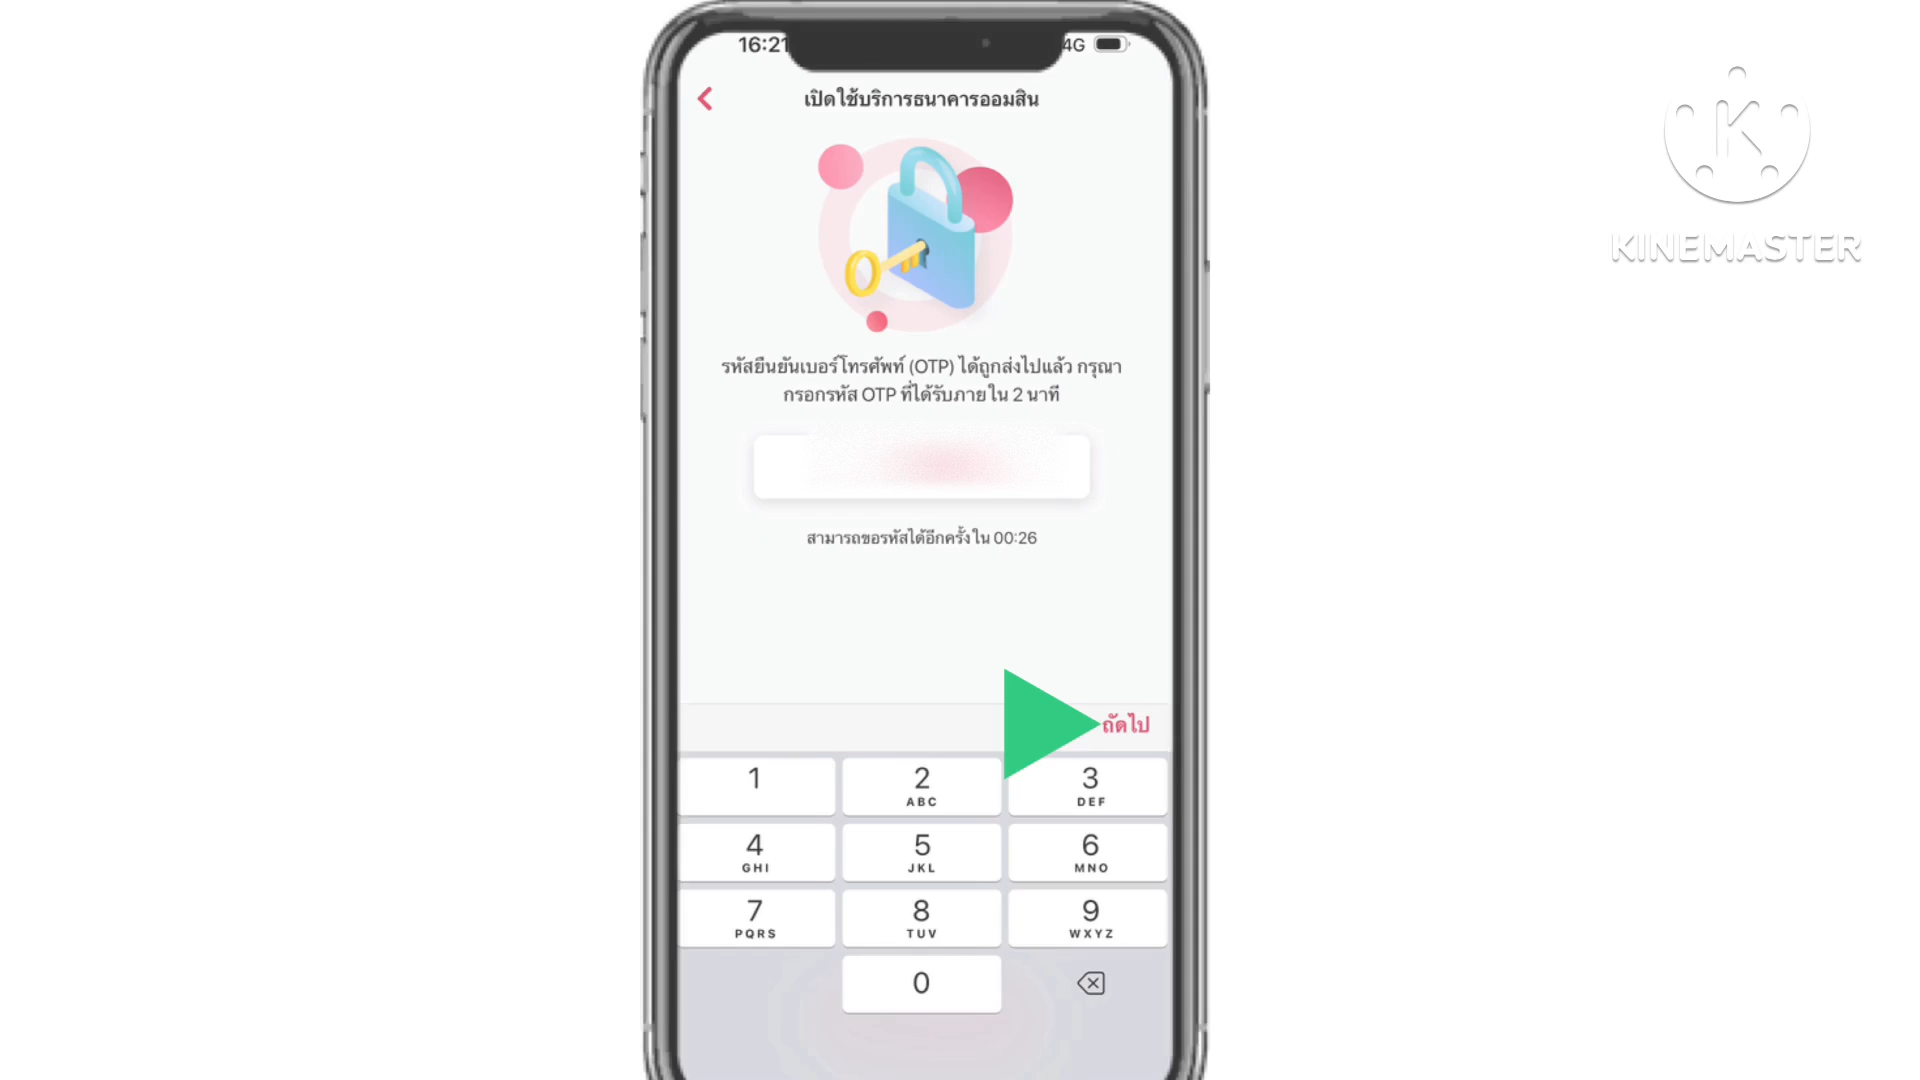 16:21
4G
เปิดใช้บริการธนาคารออมสิน
รหัสยืนยันเบอร์โทรศัพท์ (OTP) ได้ถูกส่งไปแล้ว กรุณา
กรอกรหัส OTP ที่ได้รับภายใน 2 นาที
สามารถขอรหัสได้อีกครั้งใน 00:26
ถัดไป
1 2 3
ABC DEF
4 5 6
GHI JKL MNO
7 8 9
PQRS TUV WXYZ
0
K
KINEMASTER